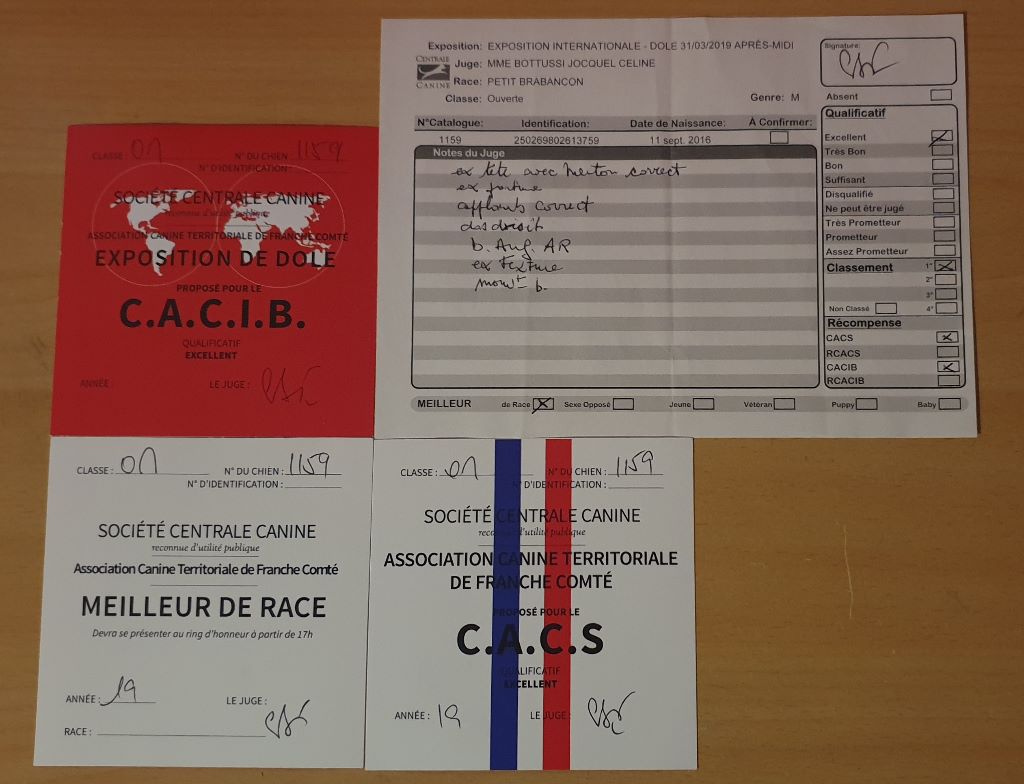 Exposition: EXPOSITION INTERNATIONALE - DOLE 31/03/2019 APRÈS-MIDI
CENTRALE CANINE
Juge: MME BOTTUSSI JOCQUEL CELINE
Race: PETIT BRABANCON
Classe: Ouverte Genre: M
N°Catalogue: Identification: Date de Naissance: À Confirmer:
1159 250269802613759 11 sept. 2016
Notes du Juge
ex tête avec menton correct
ex
aplombs correct
dos droit
b. Ang. AR
ex texture
b.
Signature:
Absent
Qualificatif
Excellent
Très Bon
Bon
Suffisant
Disqualifié
Ne peut être jugé
Très Prometteur
Prometteur
Assez Prometteur
Classement 1°
2°
3°
Non Classé 4°
Récompense
CACS
RCACS
CACIB
RCACIB
MEILLEUR de Race Sexe Opposé Jeune Vétéran Puppy Baby
CLASSE : ON N° DU CHIEN : 1159
N° D'IDENTIFICATION :
SOCIÉTÉ CENTRALE CANINE
reconnue d'utilité publique
ASSOCIATION CANINE TERRITORIALE DE FRANCHE COMTÉ
EXPOSITION DE DOLE
PROPOSÉ POUR LE
C.A.C.I.B.
QUALIFICATIF
EXCELLENT
ANNÉE : LE JUGE :
CLASSE : ON N° DU CHIEN : 1159
N° D'IDENTIFICATION :
SOCIÉTÉ CENTRALE CANINE
reconnue d'utilité publique
Association Canine Territoriale de Franche Comté
MEILLEUR DE RACE
Devra se présenter au ring d'honneur à partir de 17h
ANNÉE : 19 LE JUGE :
RACE :
CLASSE : ON N° DU CHIEN : 1159
N° D'IDENTIFICATION :
SOCIÉTÉ CENTRALE CANINE
reconnue d'utilité publique
ASSOCIATION CANINE TERRITORIALE
DE FRANCHE COMTÉ
PROPOSÉ POUR LE
C.A.C.S
QUALIFICATIF
EXCELLENT
ANNÉE : 19 LE JUGE :